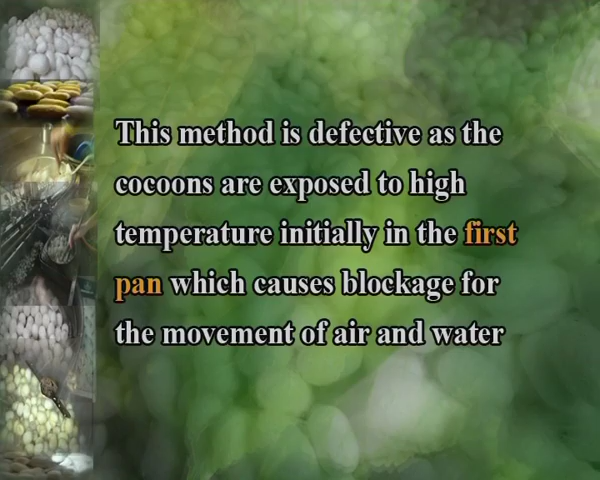 This method is defective as the
cocoons are exposed to high
temperature initially in the first
pan which causes blockage for
the movement of air and water